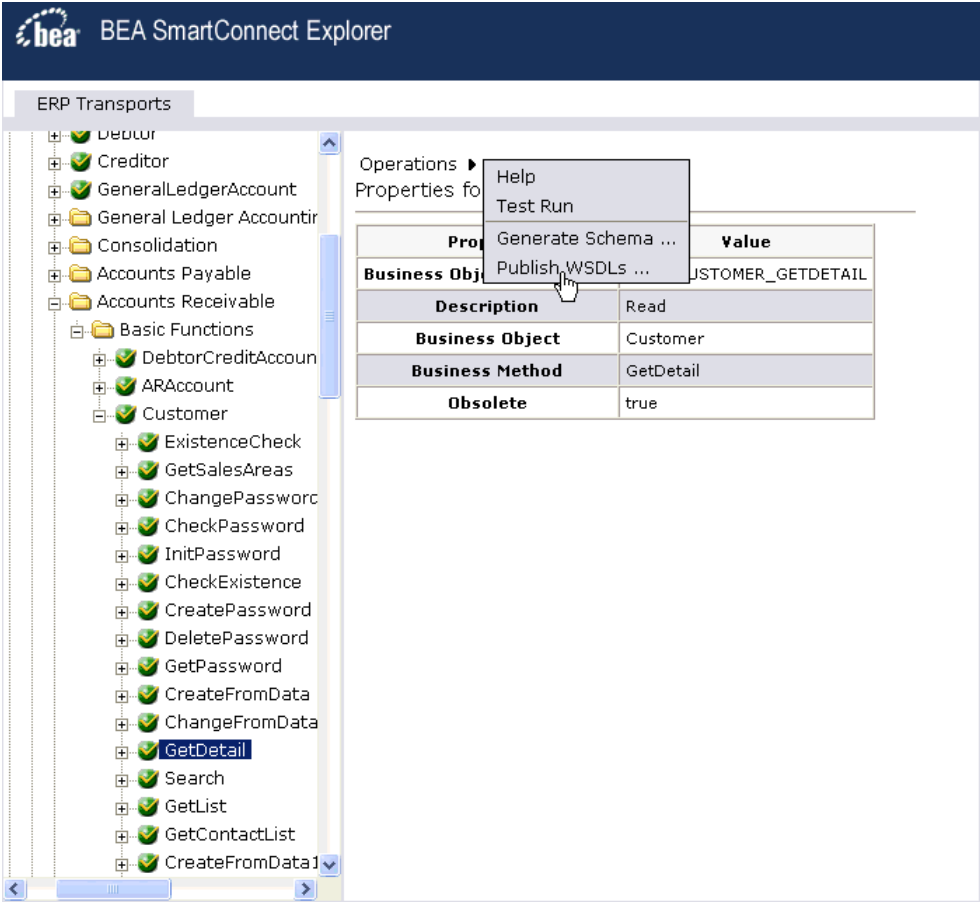 bea BEA SmartConnect Explorer
ERP Transports
Debtor
Creditor
GeneralLedgerAccount
General Ledger Accountin
Consolidation
Accounts Payable
Accounts Receivable
Basic Functions
DebtorCreditAccoun
ARAccount
Customer
ExistenceCheck
GetSalesAreas
ChangePassword
CheckPassword
InitPassword
CheckExistence
CreatePassword
DeletePassword
GetPassword
CreateFromData
ChangeFromData
GetDetail
Search
GetList
GetContactList
CreateFromData1
Operations
Properties fo
Help
Test Run
Generate Schema ...
Publish WSDLs ...
Prop Value
Business Obj USTOMER_GETDETAIL
Description Read
Business Object Customer
Business Method GetDetail
Obsolete true